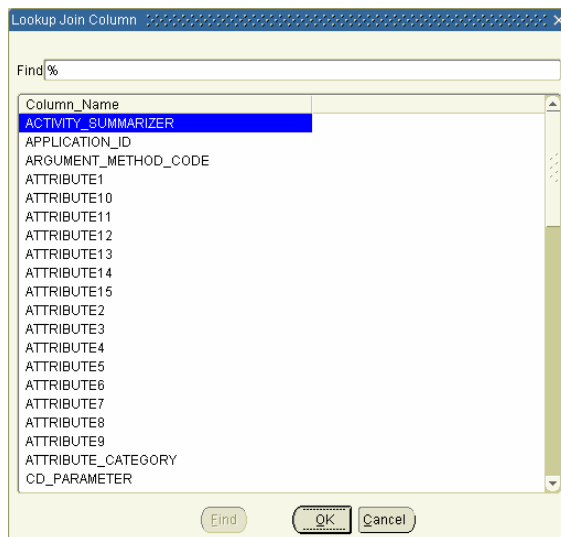 Lookup Join Column
Find %
Column_Name
ACTIVITY_SUMMARIZER
APPLICATION_ID
ARGUMENT_METHOD_CODE
ATTRIBUTE1
ATTRIBUTE10
ATTRIBUTE11
ATTRIBUTE12
ATTRIBUTE13
ATTRIBUTE14
ATTRIBUTE15
ATTRIBUTE2
ATTRIBUTE3
ATTRIBUTE4
ATTRIBUTE5
ATTRIBUTE6
ATTRIBUTE7
ATTRIBUTE8
ATTRIBUTE9
ATTRIBUTE_CATEGORY
CD_PARAMETER
Find OK Cancel